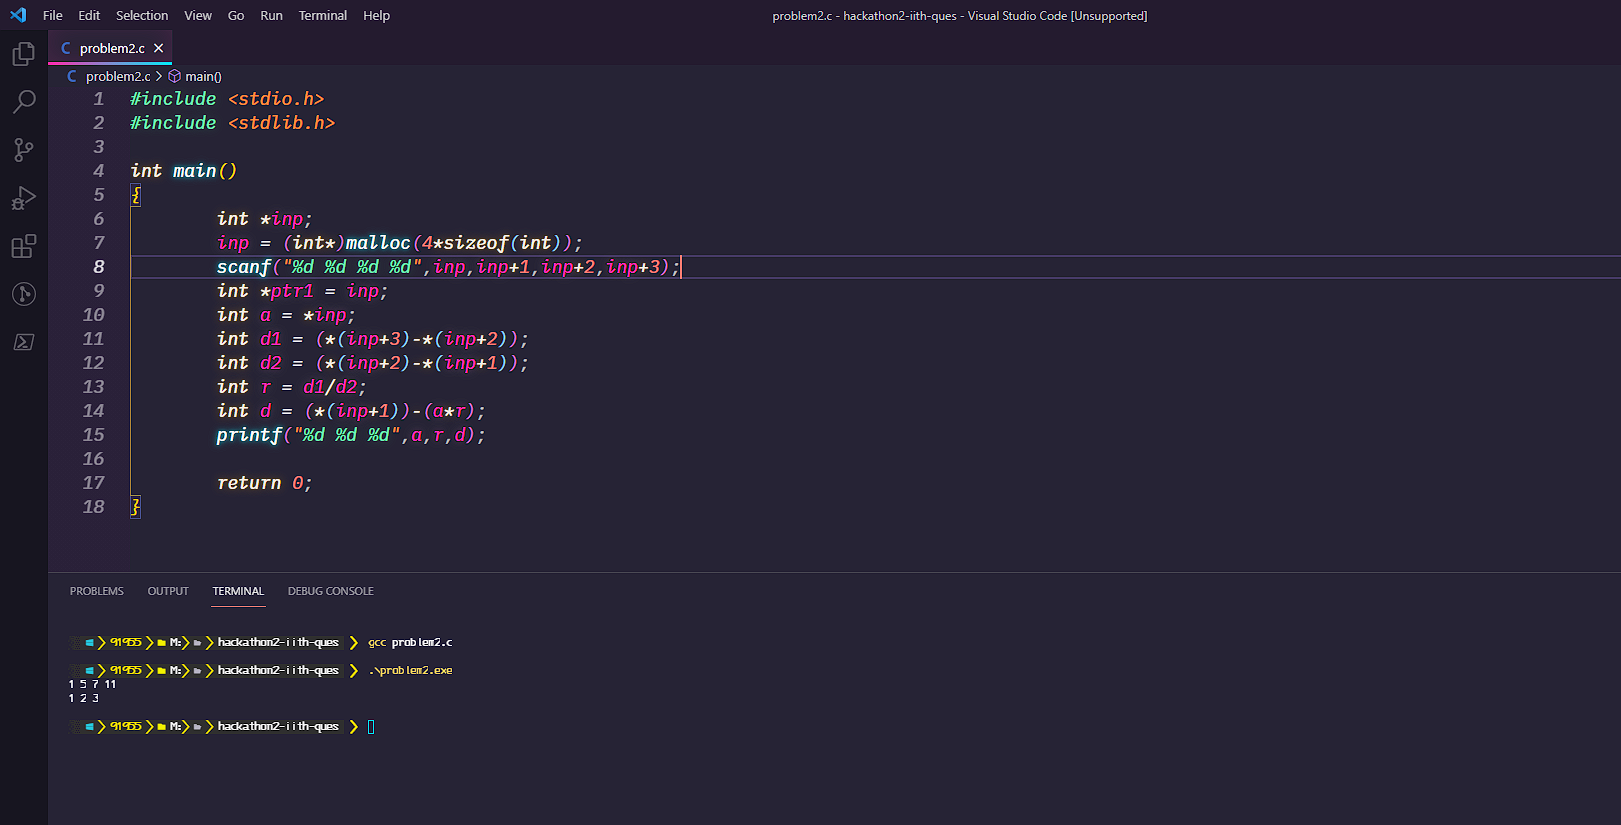 File Edit Selection View Go Run Terminal Help problem2.c - hackathon2-iith-ques - Visual Studio Code [Unsupported]
C problem2.c ×
C problem2.c > main()
1 #include <stdio.h>
2 #include <stdlib.h>
3
4 int main()
5 {
6 int *inp;
7 inp = (int*)malloc(4*sizeof(int));
8 scanf("%d %d %d %d",inp,inp+1,inp+2,inp+3);
9 int *ptr1 = inp;
10 int a = *inp;
11 int d1 = (*(inp+3)-*(inp+2));
12 int d2 = (*(inp+2)-*(inp+1));
13 int r = d1/d2;
14 int d = (*(inp+1))-(a*r);
15 printf("%d %d %d",a,r,d);
16
17 return 0;
18 }
PROBLEMS OUTPUT TERMINAL DEBUG CONSOLE
91955 M: hackathon2-iith-ques gcc problem2.c
91955 M: hackathon2-iith-ques .\problem2.exe
1 5 7 11
1 2 3
91955 M: hackathon2-iith-ques